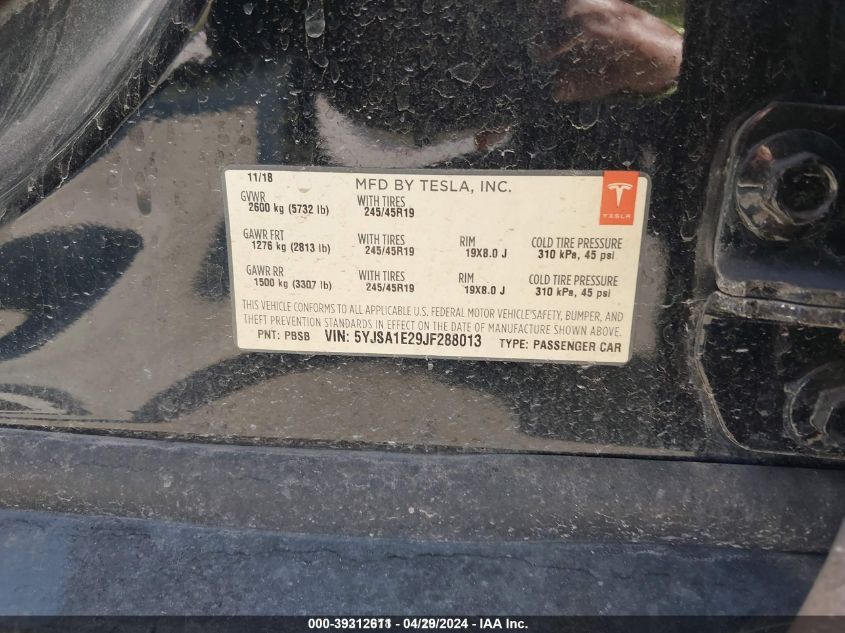 11/18 MFD BY TESLA, INC.
GVWR WITH TIRES
2600 kg (5732 lb) 245/45R19
TESLA
GAWR FRT WITH TIRES RIM COLD TIRE PRESSURE
1276 kg (2813 lb) 245/45R19 19X8.0 J 310 kPa, 45 psi
GAWR RR WITH TIRES RIM COLD TIRE PRESSURE
1500 kg (3307 lb) 245/45R19 19X8.0 J 310 kPa, 45 psi
THIS VEHICLE CONFORMS TO ALL APPLICABLE U.S. FEDERAL MOTOR VEHICLE SAFETY, BUMPER, AND
THEFT PREVENTION STANDARDS IN EFFECT ON THE DATE OF MANUFACTURE SHOWN ABOVE.
PNT: PBSB VIN: 5YJSA1E29JF288013 TYPE: PASSENGER CAR
04/29/2024 - IAA Inc.